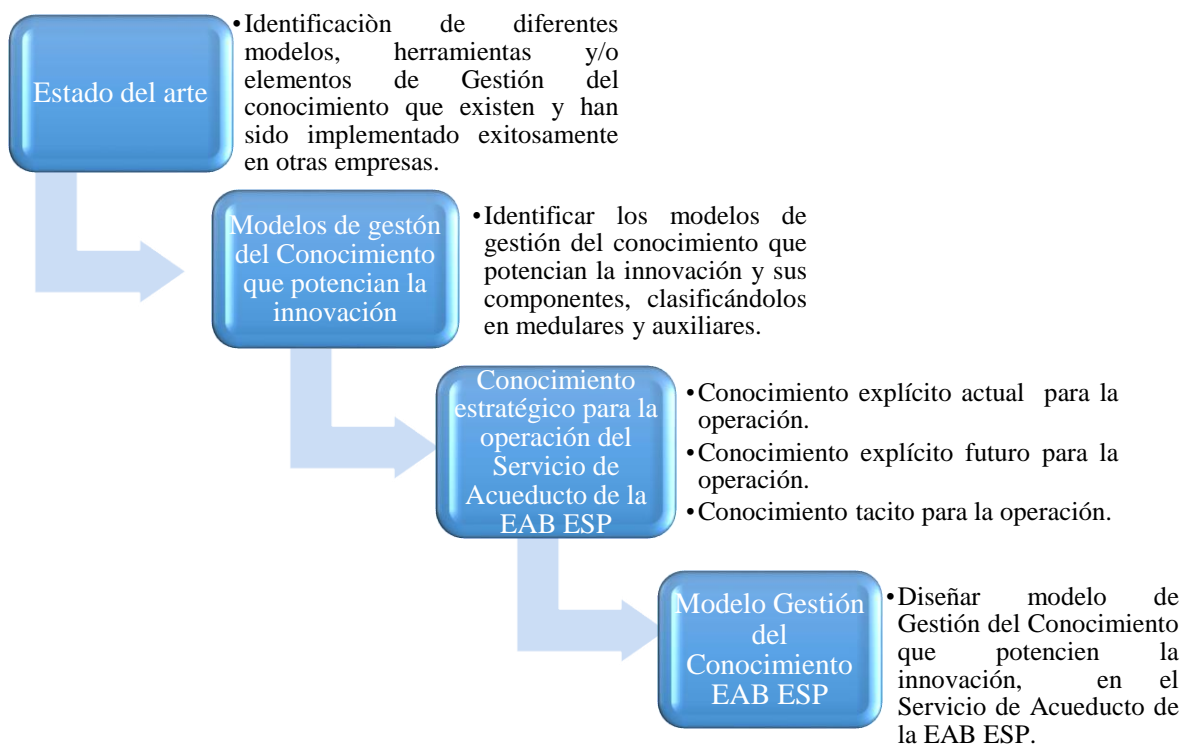 Estado del arte
•Identificaciòn de diferentes
modelos, herramientas y/o
elementos de Gestión del
conocimiento que existen y han
sido implementado exitosamente
en otras empresas.
Modelos de gestón
del Conocimiento
que potencian la
innovación
•Identificar los modelos de
gestión del conocimiento que
potencian la innovación y sus
componentes, clasificándolos
en medulares y auxiliares.
Conocimiento
estratégico para la
operación del
Servicio de
Acueducto de la
EAB ESP
•Conocimiento explícito actual para la
operación.
•Conocimiento explícito futuro para la
operación.
•Conocimiento tacito para la operación.
Modelo Gestión
del
Conocimiento
EAB ESP
•Diseñar modelo de
Gestión del Conocimiento
que potencien la
innovación, en el
Servicio de Acueducto de
la EAB ESP.